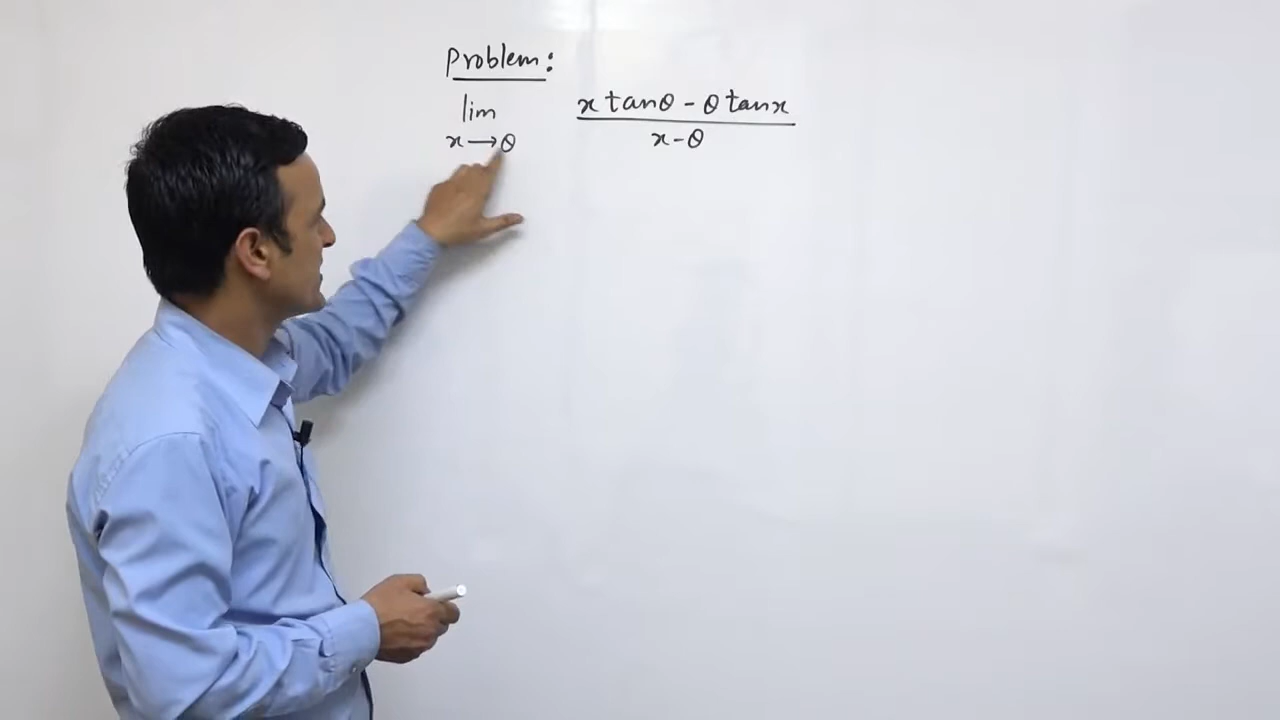 Problem:
lim x tanθ - θ tanx
x→θ x-θ